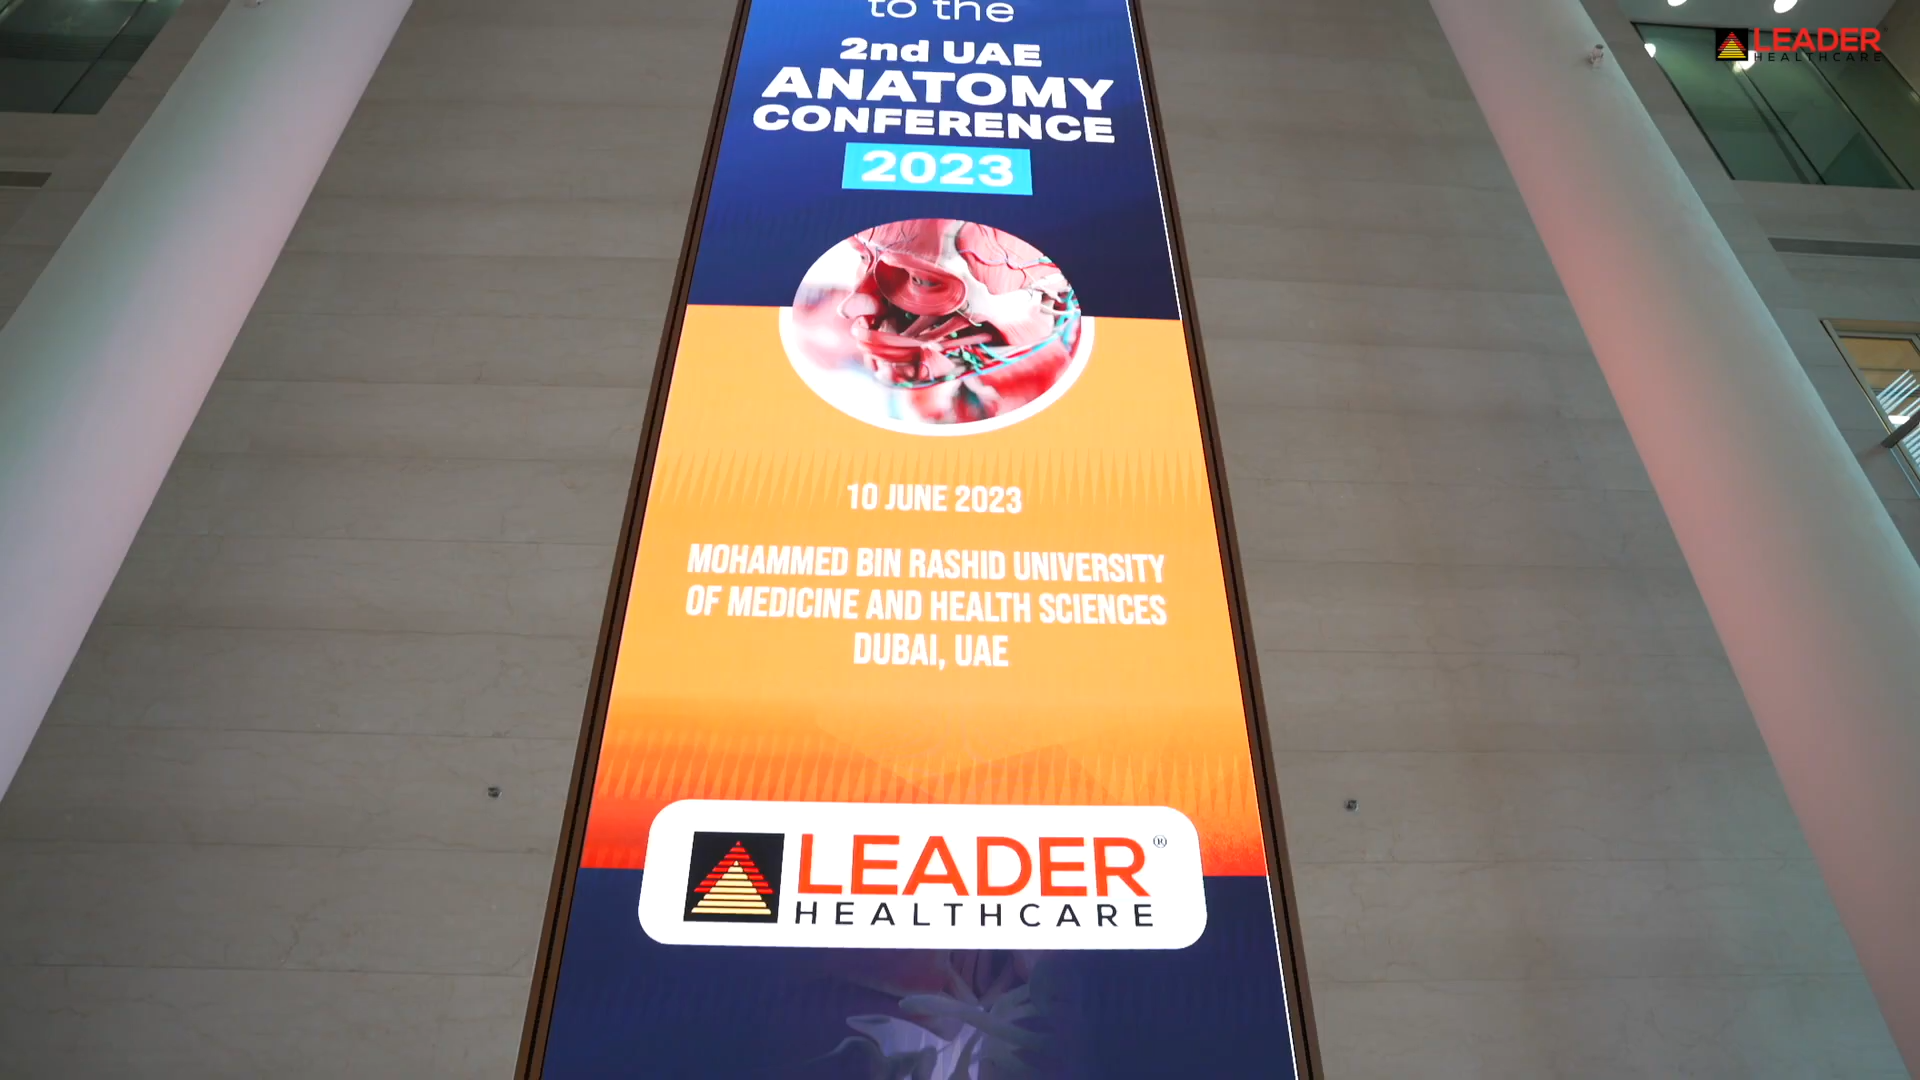 to the
2nd UAE
ANATOMY
CONFERENCE
2023
10 JUNE 2023
MOHAMMED BIN RASHID UNIVERSITY
OF MEDICINE AND HEALTH SCIENCES
DUBAI, UAE
LEADER®
HEALTHCARE
LEADER
HEALTHCARE